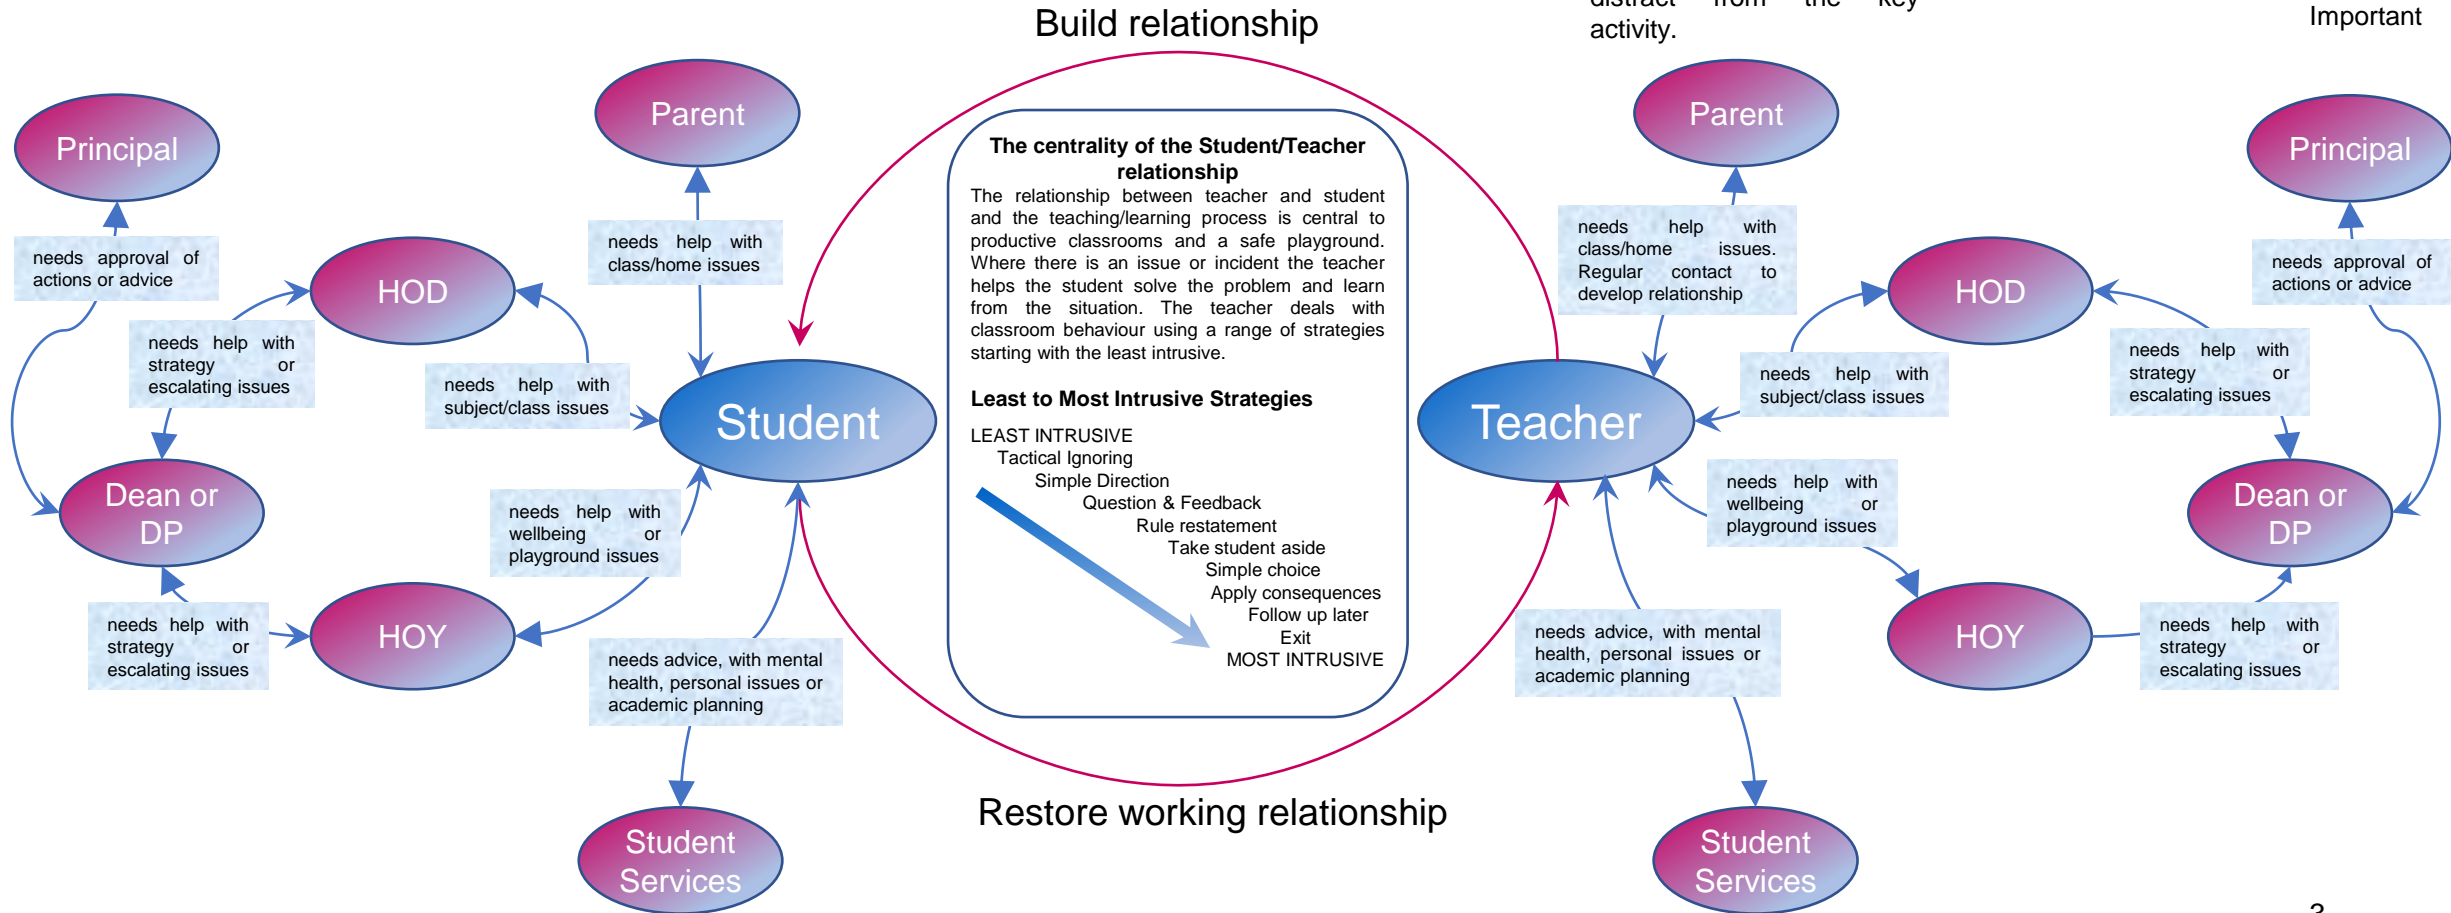 distract from the key
activity.
Important
Build relationship
Principal
Parent
needs approval of
actions or advice
HOD
needs help with
class/home issues
needs help with
strategy or
escalating issues
needs help with
subject/class issues
Student
Dean or
DP
needs help with
wellbeing or
playground issues
needs help with
strategy or
escalating issues
HOY
needs advice, with mental
health, personal issues or
academic planning
Student
Services
The centrality of the Student/Teacher
relationship
The relationship between teacher and student
and the teaching/learning process is central to
productive classrooms and a safe playground.
Where there is an issue or incident the teacher
helps the student solve the problem and learn
from the situation. The teacher deals with
classroom behaviour using a range of strategies
starting with the least intrusive.
Least to Most Intrusive Strategies
LEAST INTRUSIVE
Tactical Ignoring
Simple Direction
Question & Feedback
Rule restatement
Take student aside
Simple choice
Apply consequences
Follow up later
Exit
MOST INTRUSIVE
Restore working relationship
Parent
Principal
needs help with
class/home issues.
Regular contact to
develop relationship
HOD
needs approval of
actions or advice
needs help with
subject/class issues
needs help with
strategy or
escalating issues
Teacher
needs help with
wellbeing or
playground issues
Dean or
DP
needs advice, with mental
health, personal issues or
academic planning
HOY
needs help with
strategy or
escalating issues
Student
Services
3